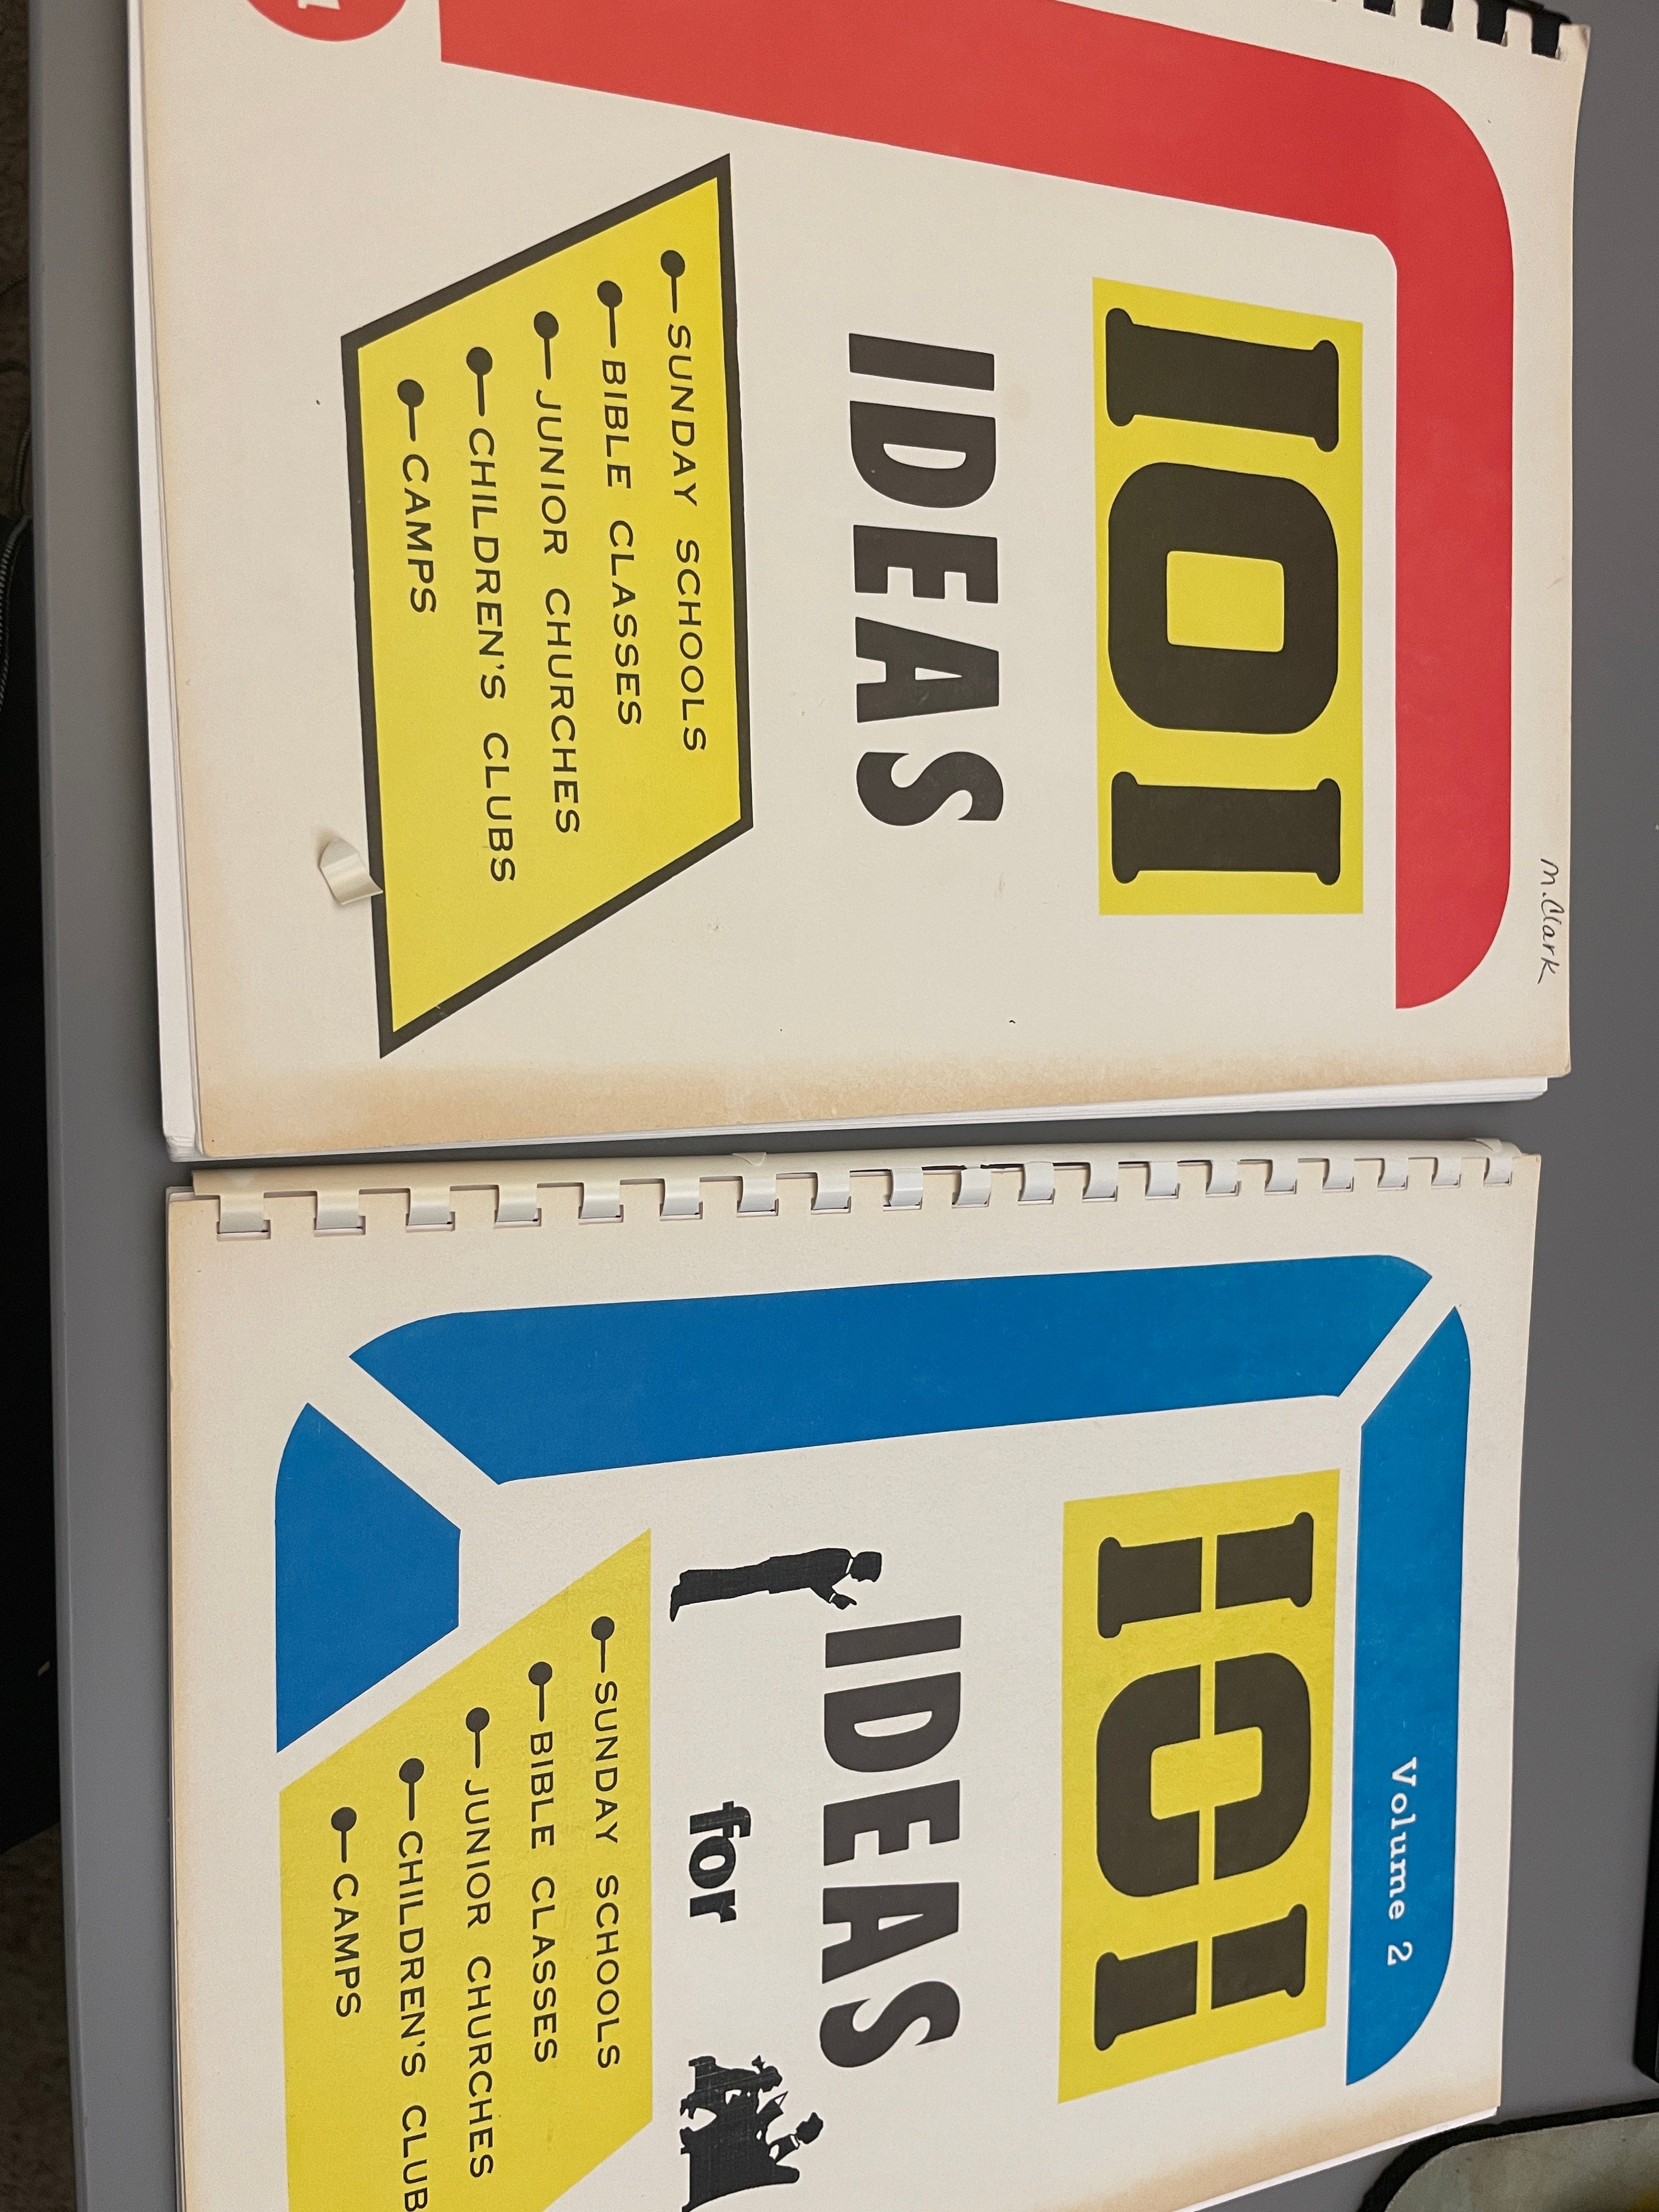 M. Clark
101
IDEAS
SUNDAY SCHOOLS
BIBLE CLASSES
JUNIOR CHURCHES
CHILDREN'S CLUBS
CAMPS
1
Volume 2
101
IDEAS
for
SUNDAY SCHOOLS
BIBLE CLASSES
JUNIOR CHURCHES
CHILDREN'S CLUB
CAMPS